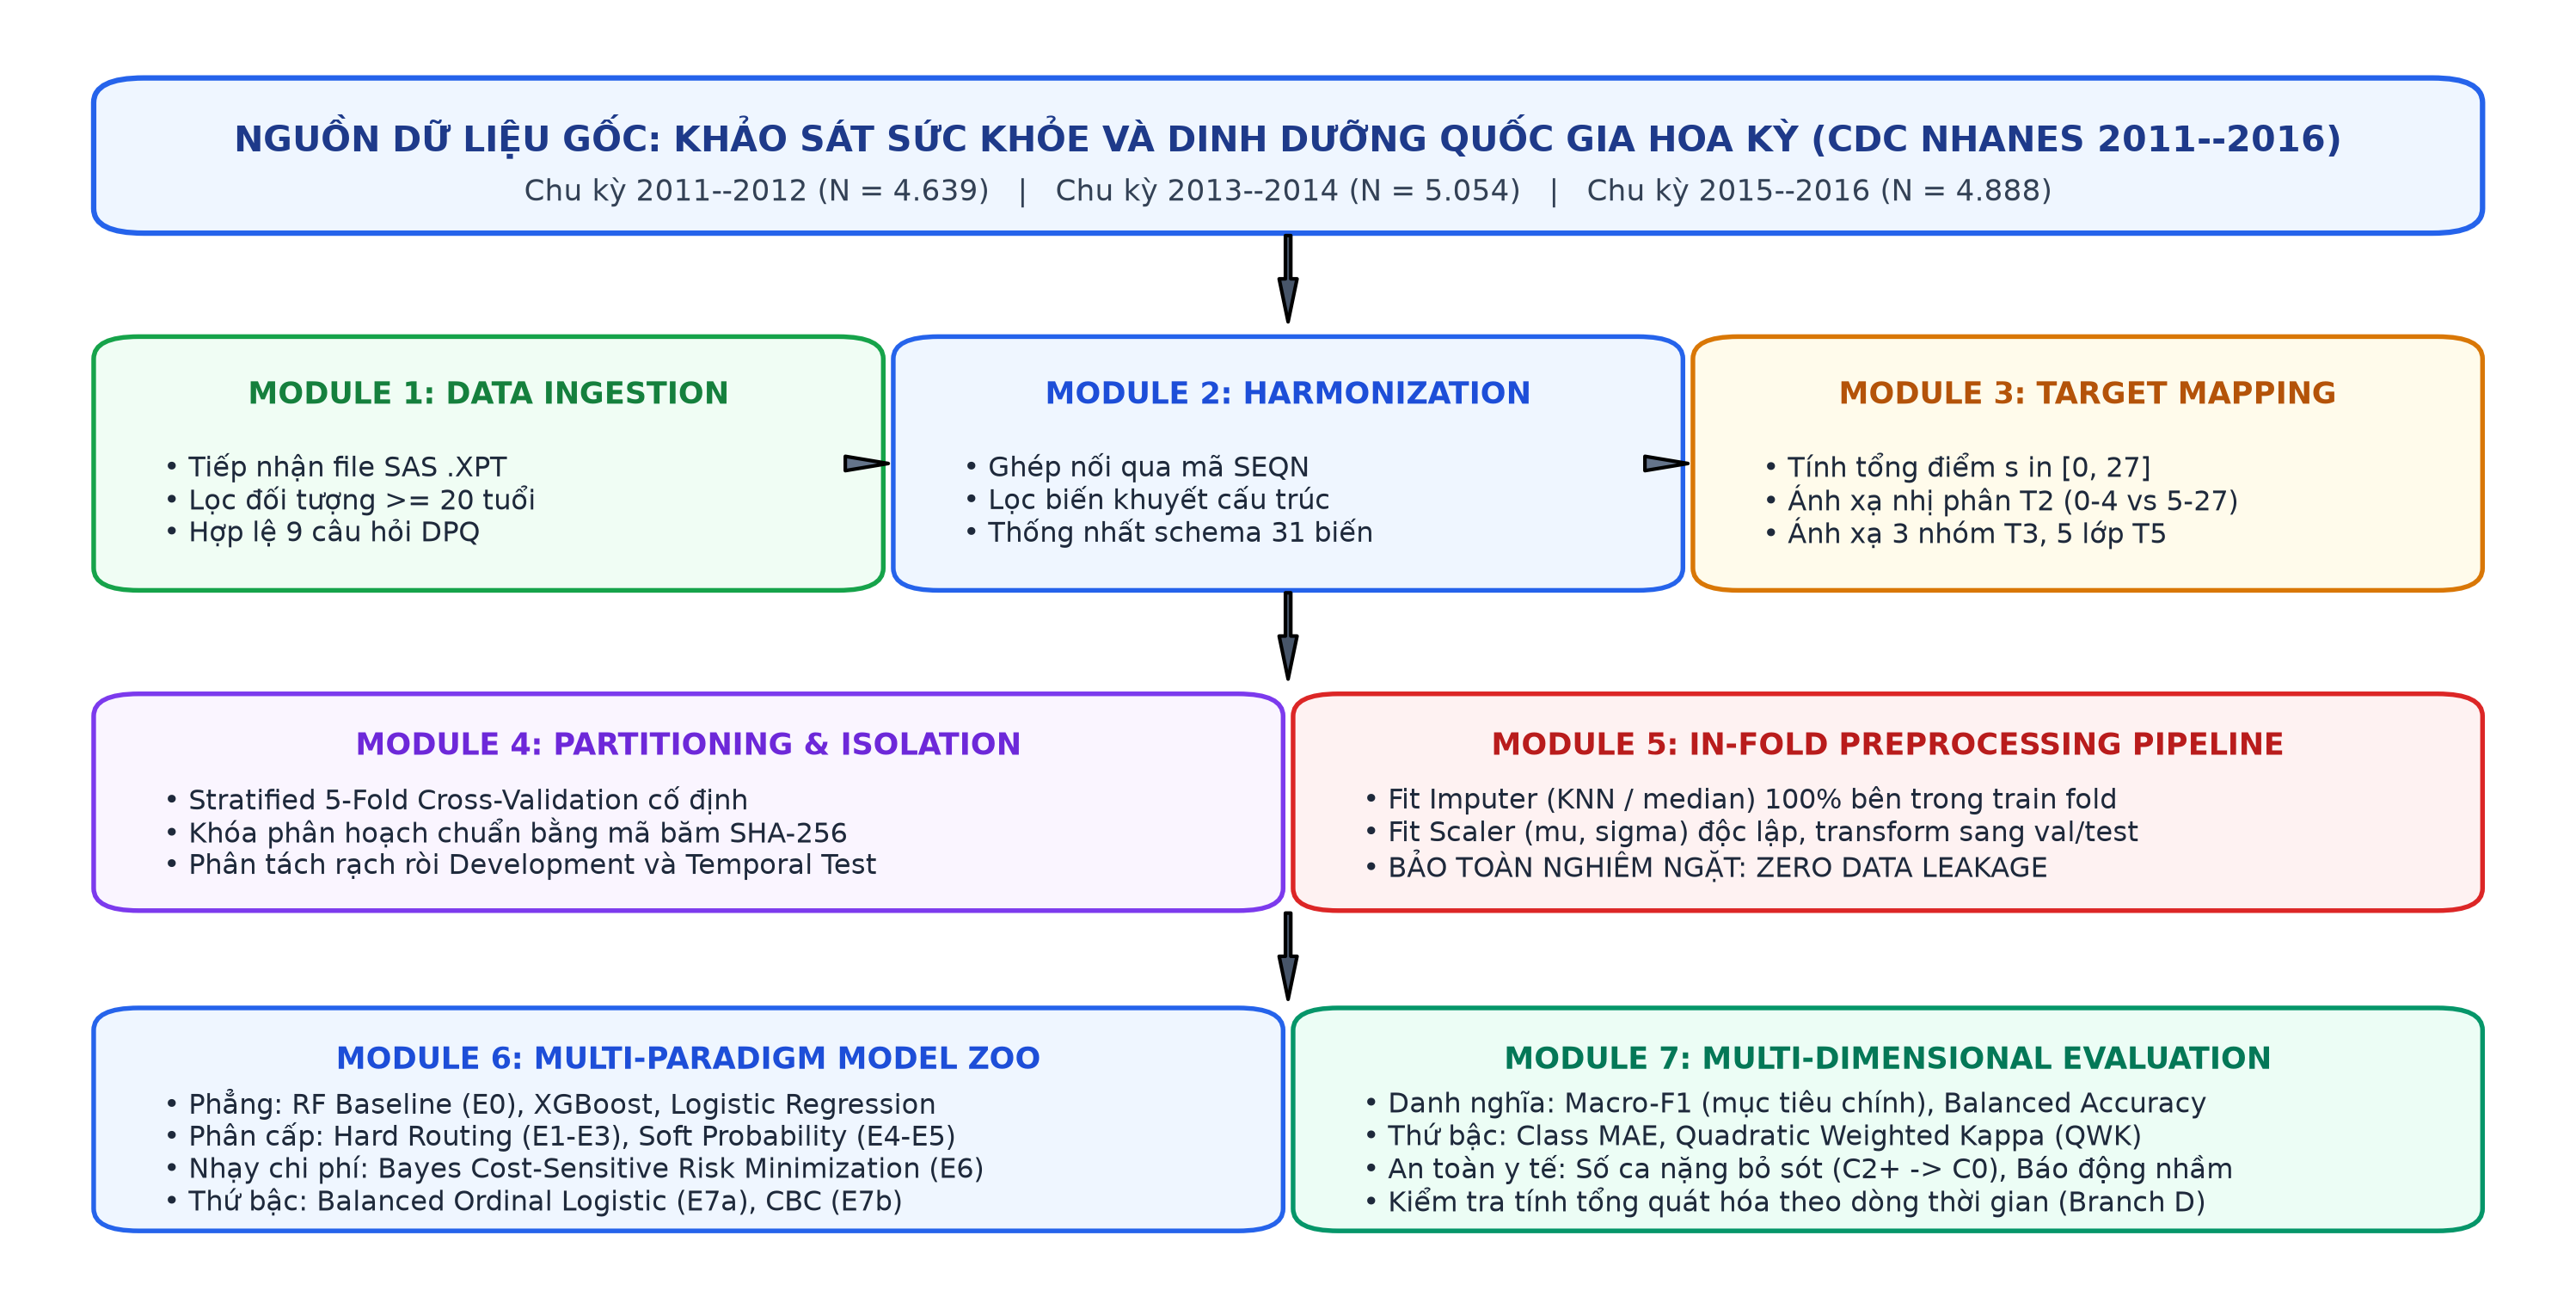 NGUỒN DỮ LIỆU GỐC: KHẢO SÁT SỨC KHỎE VÀ DINH DƯỠNG QUỐC GIA HOA KỲ (CDC NHANES 2011--2016)
Chu kỳ 2011--2012 (N = 4.639) | Chu kỳ 2013--2014 (N = 5.054) | Chu kỳ 2015--2016 (N = 4.888)
MODULE 1: DATA INGESTION
• Tiếp nhận file SAS .XPT
• Lọc đối tượng >= 20 tuổi
• Hợp lệ 9 câu hỏi DPQ
MODULE 2: HARMONIZATION
• Ghép nối qua mã SEQN
• Lọc biến khuyết cấu trúc
• Thống nhất schema 31 biến
MODULE 3: TARGET MAPPING
• Tính tổng điểm s in [0, 27]
• Ánh xạ nhị phân T2 (0-4 vs 5-27)
• Ánh xạ 3 nhóm T3, 5 lớp T5
MODULE 4: PARTITIONING & ISOLATION
• Stratified 5-Fold Cross-Validation cố định
• Khóa phân hoạch chuẩn bằng mã băm SHA-256
• Phân tách rạch ròi Development và Temporal Test
MODULE 5: IN-FOLD PREPROCESSING PIPELINE
• Fit Imputer (KNN / median) 100% bên trong train fold
• Fit Scaler (mu, sigma) độc lập, transform sang val/test
• BẢO TOÀN NGHIÊM NGẶT: ZERO DATA LEAKAGE
MODULE 6: MULTI-PARADIGM MODEL ZOO
• Phẳng: RF Baseline (E0), XGBoost, Logistic Regression
• Phân cấp: Hard Routing (E1-E3), Soft Probability (E4-E5)
• Nhạy chi phí: Bayes Cost-Sensitive Risk Minimization (E6)
• Thứ bậc: Balanced Ordinal Logistic (E7a), CBC (E7b)
MODULE 7: MULTI-DIMENSIONAL EVALUATION
• Danh nghĩa: Macro-F1 (mục tiêu chính), Balanced Accuracy
• Thứ bậc: Class MAE, Quadratic Weighted Kappa (QWK)
• An toàn y tế: Số ca nặng bỏ sót (C2+ -> C0), Báo động nhầm
• Kiểm tra tính tổng quát hóa theo dòng thời gian (Branch D)